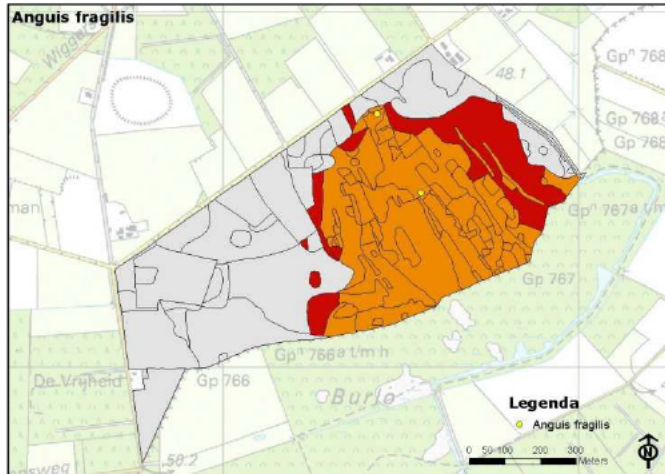 Anguis fragilis
48.1
Gpⁿ 768
Gpⁿ 768
Gp 768
Gpⁿ 767 a t/m h
Gp 767
Gpⁿ 766 a t/m h
De Vrijheid
Gp 766
Burlo
50.2
Legenda
Anguis fragilis
0 50 100 200 300
Meters
N